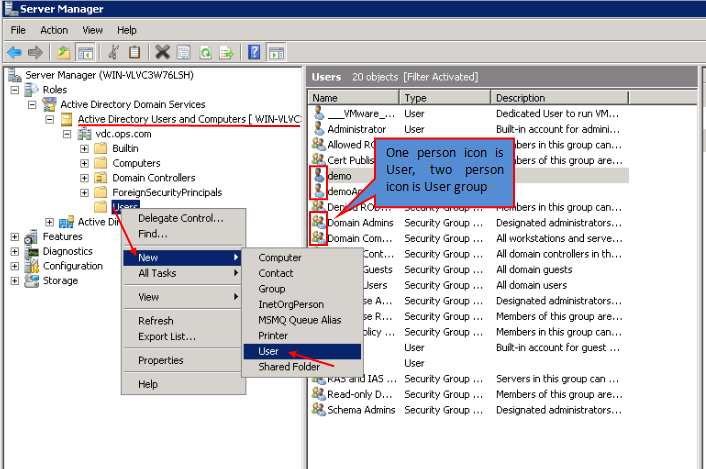 Server Manager
File Action View Help
Server Manager (WIN-VLVC3W76LSH)
Roles
Active Directory Domain Services
Active Directory Users and Computers [ WIN-VLVC3
vdc.ops.com
Builtin
Computers
Domain Controllers
ForeignSecurityPrincipals
Users
Active Di
Features
Diagnostics
Configuration
Storage
Delegate Control...
Find...
New
All Tasks
View
Refresh
Export List...
Properties
Help
Computer
Contact
Group
InetOrgPerson
MSMQ Queue Alias
Printer
User
Shared Folder
Users 20 objects [Filter Activated]
Name Type Description
___VMware_... User Dedicated User to run VM...
Administrator User Built-in account for admini...
Allowed RO Members of this group can...
Cert Publis embers of this group are...
demo
demoAp
Denied ROD... Security Group ... Members of this group can...
Domain Admins Security Group ... Designated administrators...
Domain Com... Security Group ... All workstations and serve...
Cont... Security Group ... All domain controllers in th...
Guests Security Group ... All domain guests
Users Security Group ... All domain users
se A... Security Group ... Designated administrators...
se R... Security Group ... Members of this group are...
olicy ... Security Group ... Members in this group can...
User Built-in account for guest ...
User
RAS and IAS ... Security Group ... Servers in this group can ...
Read-only D... Security Group ... Members of this group are...
Schema Admins Security Group ... Designated administrators...
One person icon is
User, two person
icon is User group